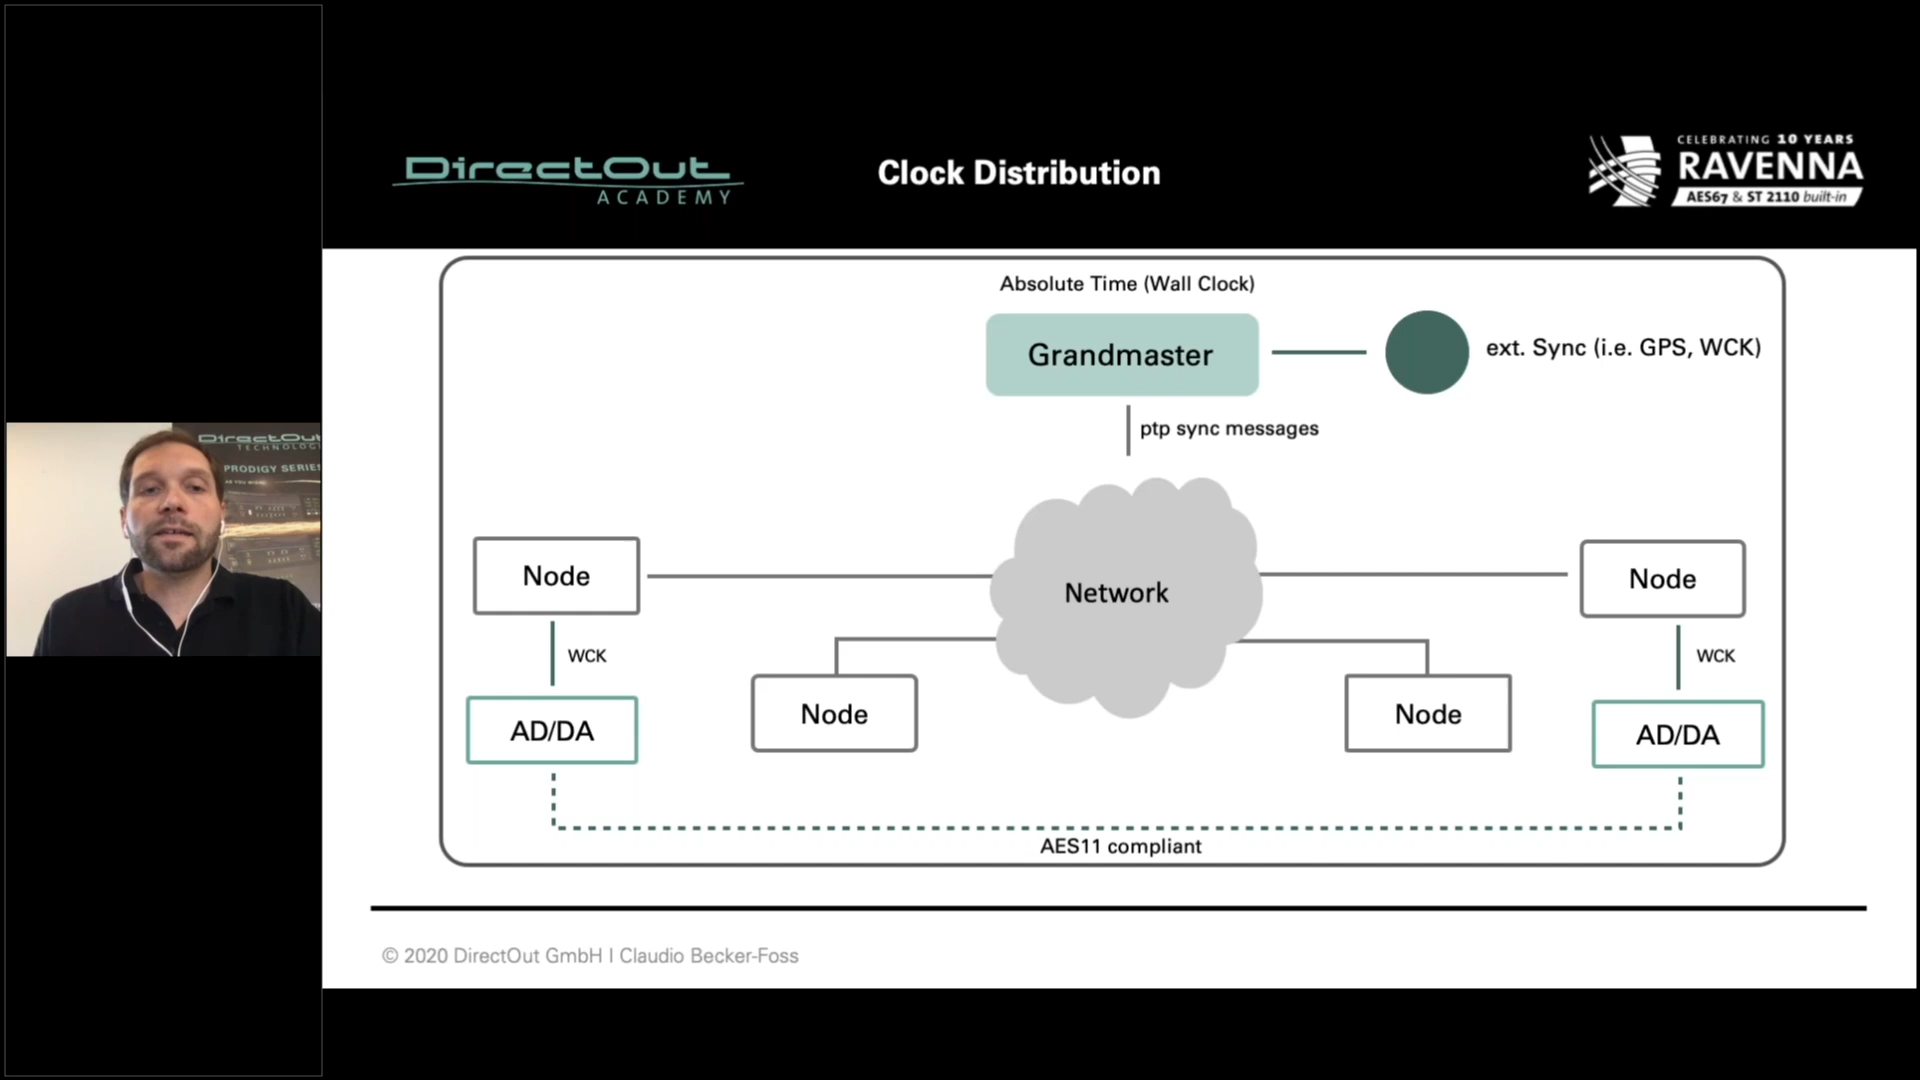 DirectOut
ACADEMY
Clock Distribution
CELEBRATING 10 YEARS
RAVENNA
AES67 & ST 2110 built-in
Absolute Time (Wall Clock)
Grandmaster
ext. Sync (i.e. GPS, WCK)
ptp sync messages
Network
Node
Node
WCK
WCK
Node
Node
AD/DA
AD/DA
AES11 compliant
DirectOut
TECHNOLOG
PRODIGY SERIES
© 2020 DirectOut GmbH I Claudio Becker-Foss